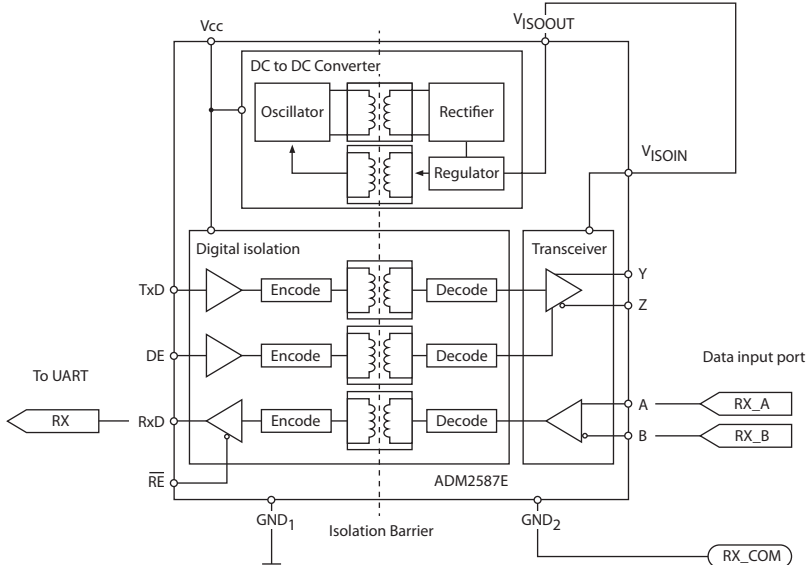 Vcc
VISOOUT
DC to DC Converter
Oscillator
Rectifier
Regulator
VISOIN
Digital isolation
Transceiver
TxD
Encode
Decode
Y
Z
DE
Encode
Decode
Data input port
To UART
RX
RxD
Encode
Decode
A
RX_A
B
RX_B
RE
ADM2587E
GND1
Isolation Barrier
GND2
RX_COM